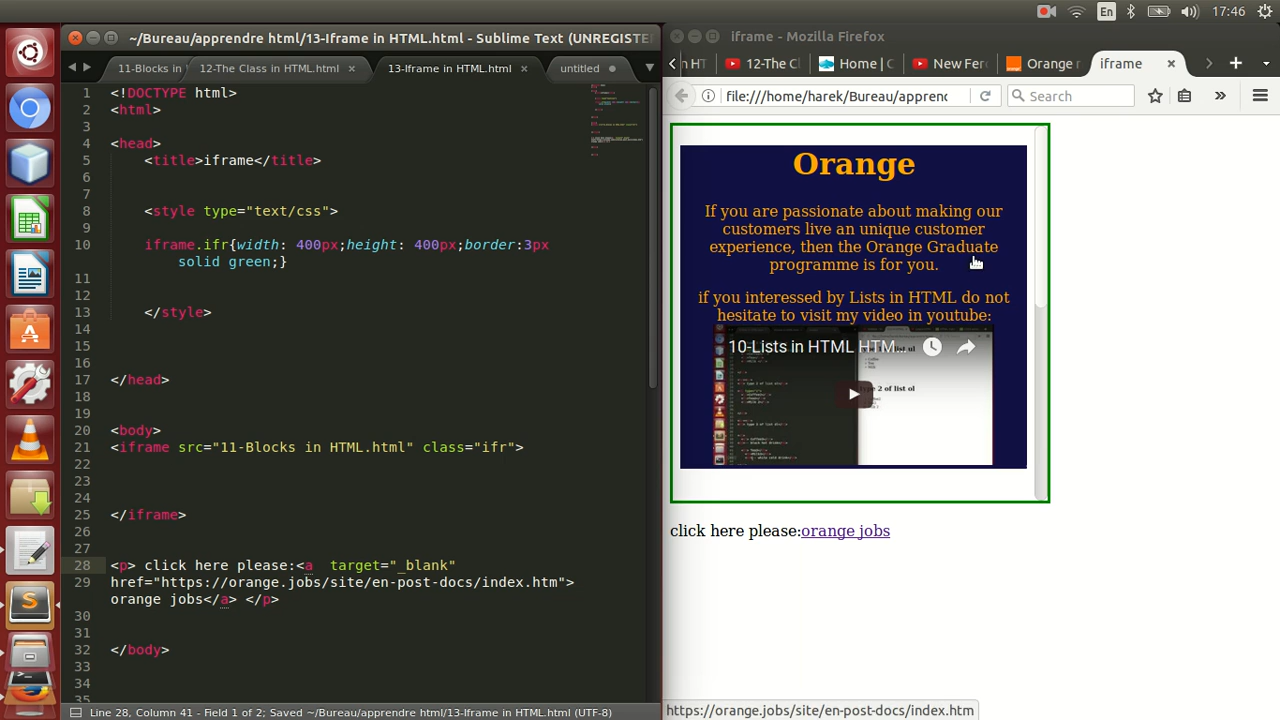 17:46
En
~/Bureau/apprendre html/13-Iframe in HTML.html - Sublime Text (UNREGISTE
iframe - Mozilla Firefox
11-Blocks in
12-The Class in HTML.html ×
13-Iframe in HTML.html ×
untitled
n HT
12-The Cl
Home | C
New Fer
Orange r
iframe ×
file:///home/harek/Bureau/apprend
Search
1 <!DOCTYPE html>
2 <html>
3
4 <head>
5 <title>iframe</title>
6
7
8 <style type="text/css">
9
10 iframe.ifr{width: 400px;height: 400px;border:3px
solid green;}
11
12
13 </style>
14
15
16
17 </head>
18
19
20 <body>
21 <iframe src="11-Blocks in HTML.html" class="ifr">
22
23
24
25 </iframe>
26
27
28 <p> click here please:<a target="_blank"
29 href="https://orange.jobs/site/en-post-docs/index.htm">
orange jobs</a> </p>
30
31
32 </body>
33
34
35
Line 28, Column 41 - Field 1 of 2; Saved ~/Bureau/apprendre html/13-Iframe in HTML.html (UTF-8)
Orange
If you are passionate about making our
customers live an unique customer
experience, then the Orange Graduate
programme is for you.
if you interested by Lists in HTML do not
hesitate to visit my video in youtube:
10-Lists in HTML HTM...
type 2 of list ol
click here please:orange jobs
https://orange.jobs/site/en-post-docs/index.htm